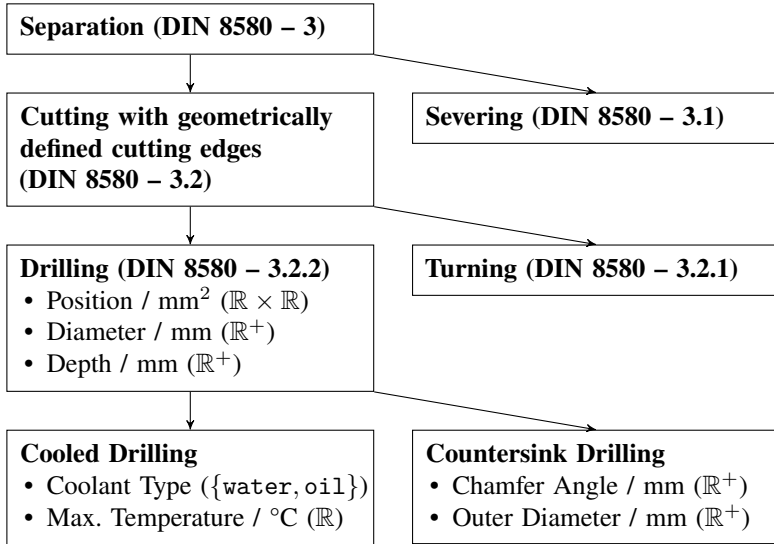 Separation (DIN 8580 – 3)
Cutting with geometrically
defined cutting edges
(DIN 8580 – 3.2)
Severing (DIN 8580 – 3.1)
Drilling (DIN 8580 – 3.2.2)
• Position / mm² (ℝ × ℝ)
• Diameter / mm (ℝ⁺)
• Depth / mm (ℝ⁺)
Turning (DIN 8580 – 3.2.1)
Cooled Drilling
• Coolant Type ({water, oil})
• Max. Temperature / °C (ℝ)
Countersink Drilling
• Chamfer Angle / mm (ℝ⁺)
• Outer Diameter / mm (ℝ⁺)